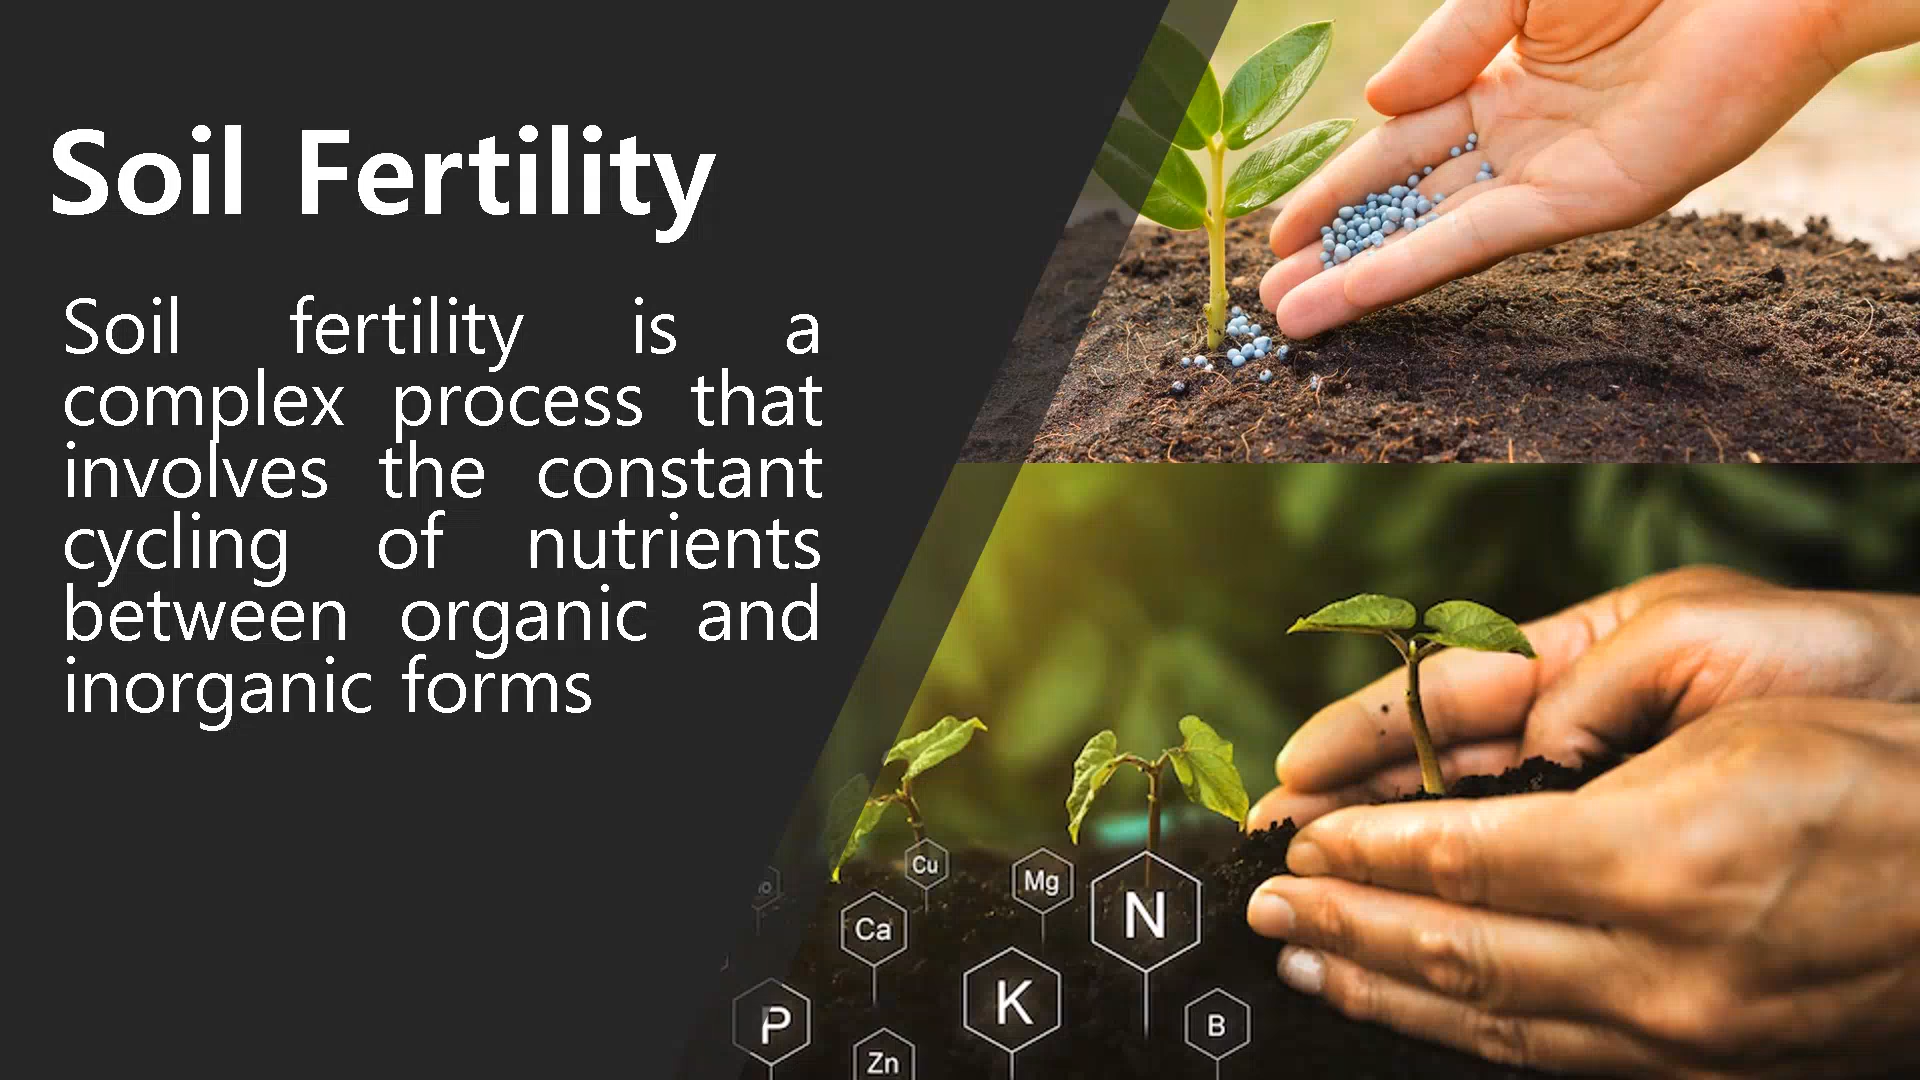 Soil Fertility
Soil fertility is a
complex process that
involves the constant
cycling of nutrients
between organic and
inorganic forms
Cu
Mg
N
Ca
K
P
B
Zn